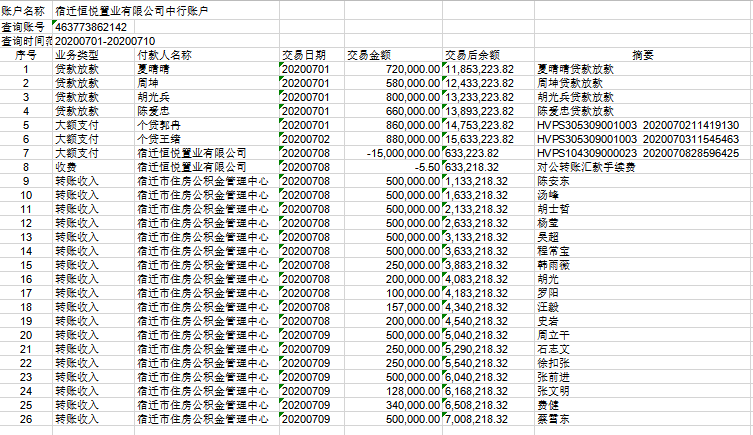 账户名称 宿迁恒悦置业有限公司中行账户
查询账号 463773862142
查询时间范 20200701-20200710
序号 业务类型 付款人名称 交易日期 交易金额 交易后余额 摘要
1 贷款放款 夏晴晴 20200701 720,000.00 11,853,223.82 夏晴晴贷款放款
2 贷款放款 周坤 20200701 580,000.00 12,433,223.82 周坤贷款放款
3 贷款放款 胡光兵 20200701 800,000.00 13,233,223.82 胡光兵贷款放款
4 贷款放款 陈爱忠 20200701 660,000.00 13,893,223.82 陈爱忠贷款放款
5 大额支付 个贷郭冉 20200701 860,000.00 14,753,223.82 HVPS305309001003 2020070211419130
6 大额支付 个贷王绪 20200702 880,000.00 15,633,223.82 HVPS305309001003 2020070311545463
7 大额支付 宿迁恒悦置业有限公司 20200708 -15,000,000.00 633,223.82 HVPS104309000023 2020070828596425
8 收费 宿迁恒悦置业有限公司 20200708 -5.50 633,218.32 对公转账汇款手续费
9 转账收入 宿迁市住房公积金管理中心 20200708 500,000.00 1,133,218.32 陈安东
10 转账收入 宿迁市住房公积金管理中心 20200708 500,000.00 1,633,218.32 汤峰
11 转账收入 宿迁市住房公积金管理中心 20200708 500,000.00 2,133,218.32 胡士哲
12 转账收入 宿迁市住房公积金管理中心 20200708 500,000.00 2,633,218.32 杨莹
13 转账收入 宿迁市住房公积金管理中心 20200708 500,000.00 3,133,218.32 吴超
14 转账收入 宿迁市住房公积金管理中心 20200708 500,000.00 3,633,218.32 程常宝
15 转账收入 宿迁市住房公积金管理中心 20200708 250,000.00 3,883,218.32 韩雨薇
16 转账收入 宿迁市住房公积金管理中心 20200708 200,000.00 4,083,218.32 胡光
17 转账收入 宿迁市住房公积金管理中心 20200708 100,000.00 4,183,218.32 罗阳
18 转账收入 宿迁市住房公积金管理中心 20200708 157,000.00 4,340,218.32 汪毅
19 转账收入 宿迁市住房公积金管理中心 20200708 200,000.00 4,540,218.32 史岩
20 转账收入 宿迁市住房公积金管理中心 20200709 500,000.00 5,040,218.32 周立干
21 转账收入 宿迁市住房公积金管理中心 20200709 250,000.00 5,290,218.32 石志文
22 转账收入 宿迁市住房公积金管理中心 20200709 250,000.00 5,540,218.32 徐扣张
23 转账收入 宿迁市住房公积金管理中心 20200709 500,000.00 6,040,218.32 张前进
24 转账收入 宿迁市住房公积金管理中心 20200709 128,000.00 6,168,218.32 张文明
25 转账收入 宿迁市住房公积金管理中心 20200709 340,000.00 6,508,218.32 费健
26 转账收入 宿迁市住房公积金管理中心 20200709 500,000.00 7,008,218.32 蔡雪东